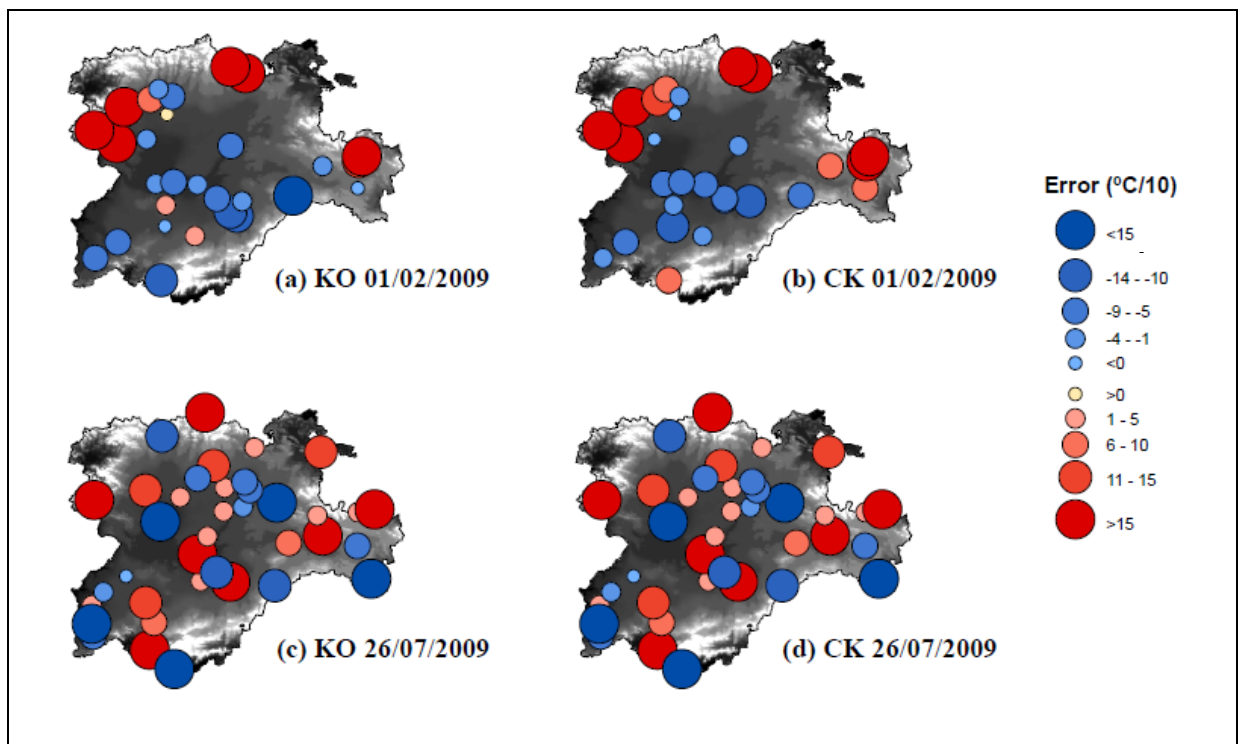 (a) KO 01/02/2009
(b) CK 01/02/2009
(c) KO 26/07/2009
(d) CK 26/07/2009
Error (ºC/10)
<15
-14 - -10
-9 - -5
-4 - -1
<0
>0
1 - 5
6 - 10
11 - 15
>15